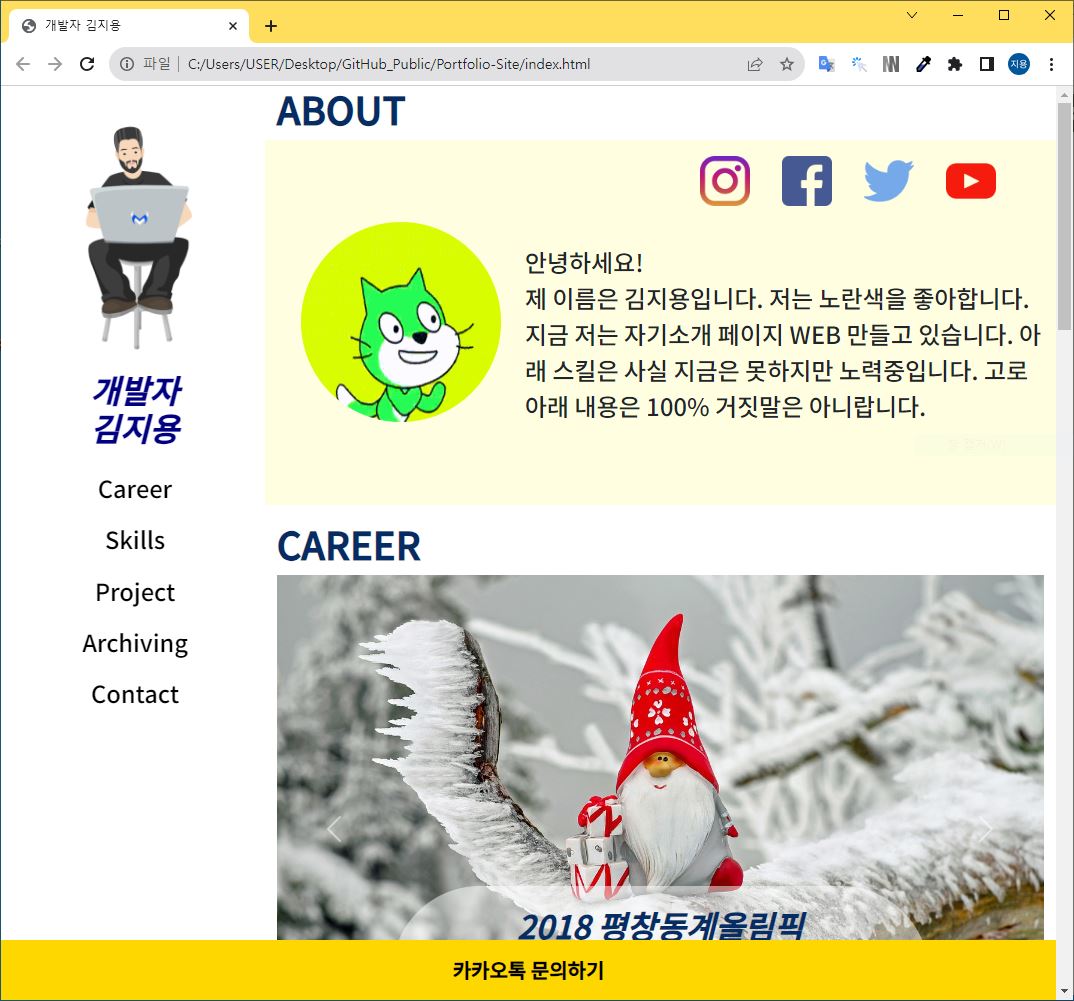 개발자 김지용
파일
C:/Users/USER/Desktop/GitHub_Public/Portfolio-Site/index.html
지용
개발자
김지용
Career
Skills
Project
Archiving
Contact
ABOUT
안녕하세요!
제 이름은 김지용입니다. 저는 노란색을 좋아합니다.
지금 저는 자기소개 페이지 WEB 만들고 있습니다. 아
래 스킬은 사실 지금은 못하지만 노력중입니다. 고로
아래 내용은 100% 거짓말은 아니랍니다.
CAREER
2018 평창동계올림픽
카카오톡 문의하기